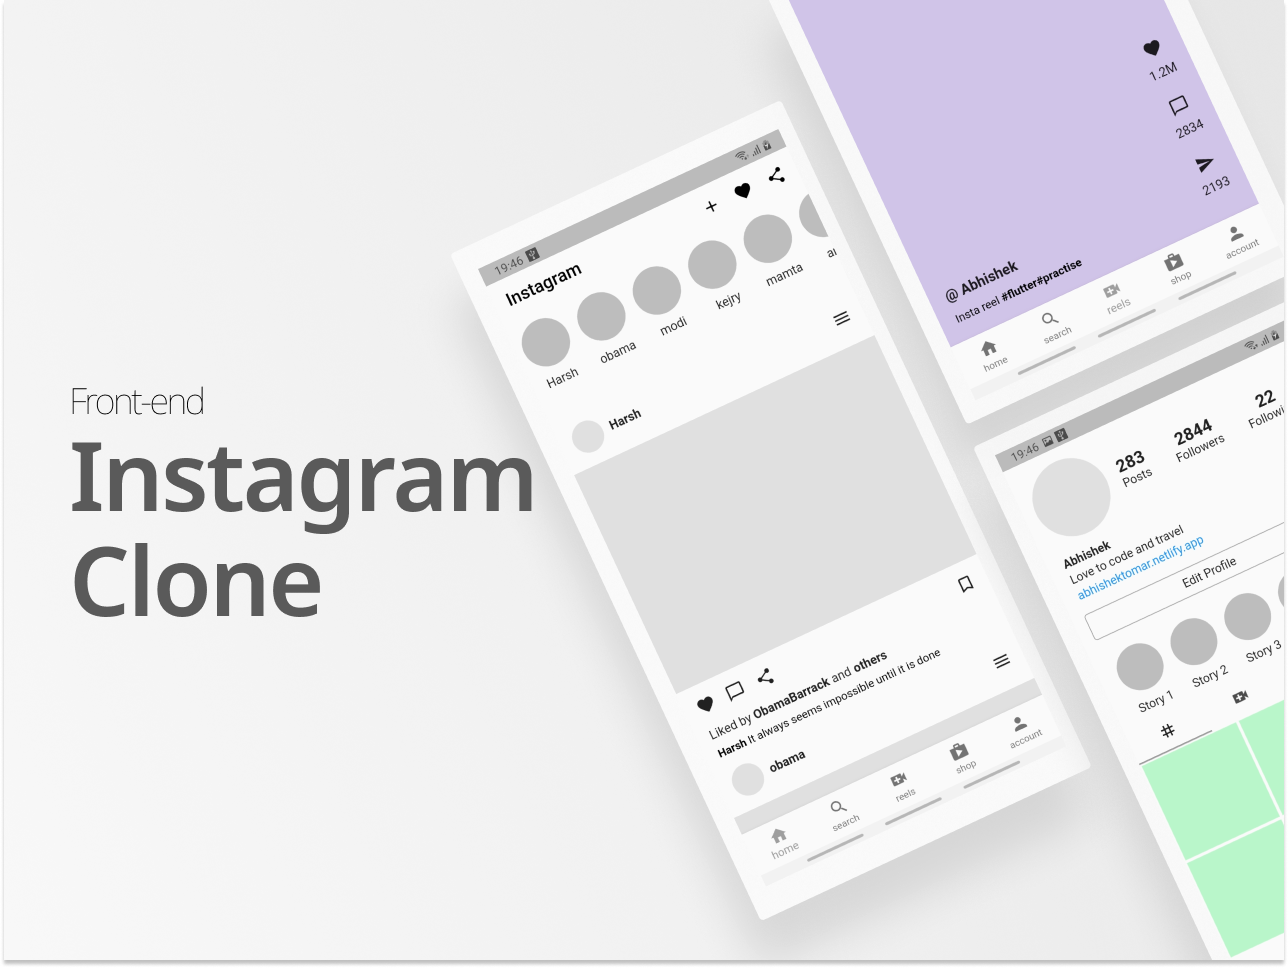 Front-end
Instagram
Clone
19:46
Instagram
Harsh
obama
modi
kejry
mamta
Harsh
Liked by ObamaBarrack and others
Harsh It always seems impossible until it is done
obama
home
search
reels
shop
account
1.2M
2834
2193
@ Abhishek
Insta reel #flutter#practise
home
search
reels
shop
account
19:46
283
Posts
2844
Followers
22
Abhishek
Love to code and travel
abhishektomar.netlify.app
Edit Profile
Story 1
Story 2
Story 3
#